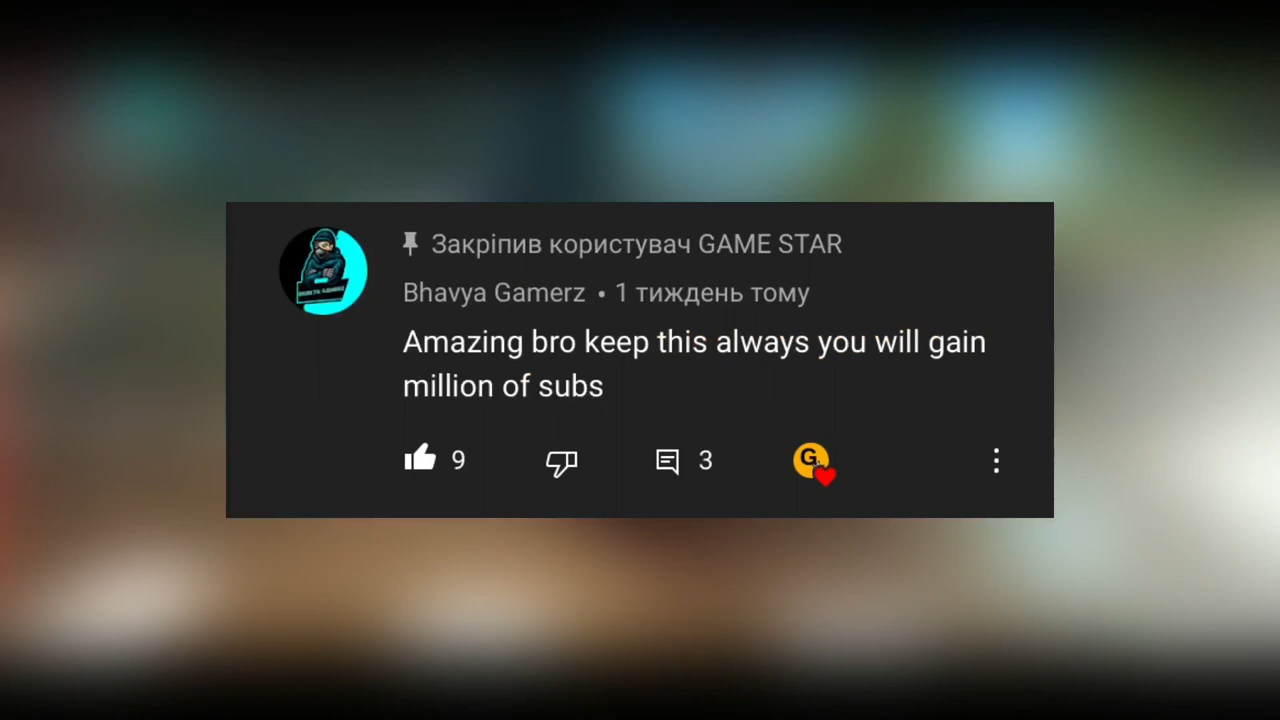 Закріпив користувач GAME STAR
Bhavya Gamerz • 1 тиждень тому
Amazing bro keep this always you will gain
million of subs
9
3
G